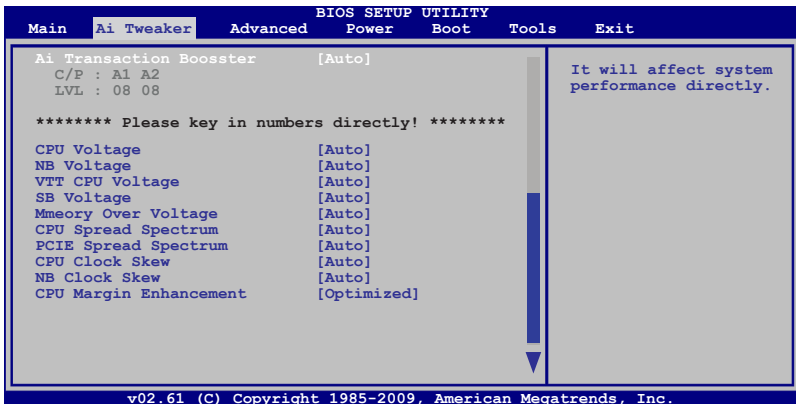 BIOS SETUP UTILITY
Main Ai Tweaker Advanced Power Boot Tools Exit
Ai Transaction Boosster [Auto]
C/P : A1 A2
LVL : 08 08
******** Please key in numbers directly! ********
CPU Voltage [Auto]
NB Voltage [Auto]
VTT CPU Voltage [Auto]
SB Voltage [Auto]
Mmeory Over Voltage [Auto]
CPU Spread Spectrum [Auto]
PCIE Spread Spectrum [Auto]
CPU Clock Skew [Auto]
NB Clock Skew [Auto]
CPU Margin Enhancement [Optimized]
It will affect system
performance directly.
v02.61 (C) Copyright 1985-2009, American Megatrends, Inc.